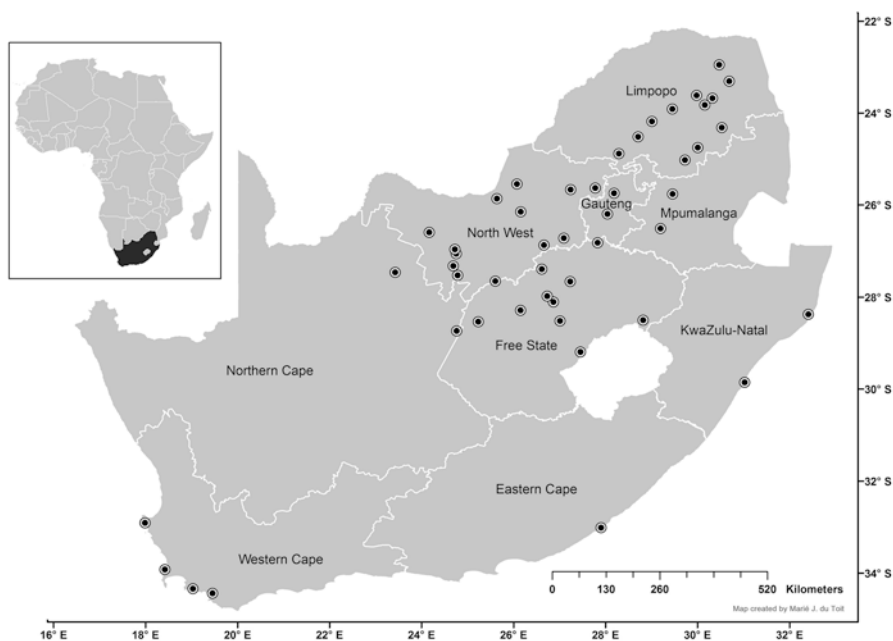 22° S
Limpopo
24° S
Gauteng
26° S
Mpumalanga
North West
28° S
KwaZulu-Natal
Free State
Northern Cape
30° S
Eastern Cape
32° S
Western Cape
34° S
0 130 260 520 Kilometers
Map created by Marié J. du Toit
16° E 18° E 20° E 22° E 24° E 26° E 28° E 30° E 32° E